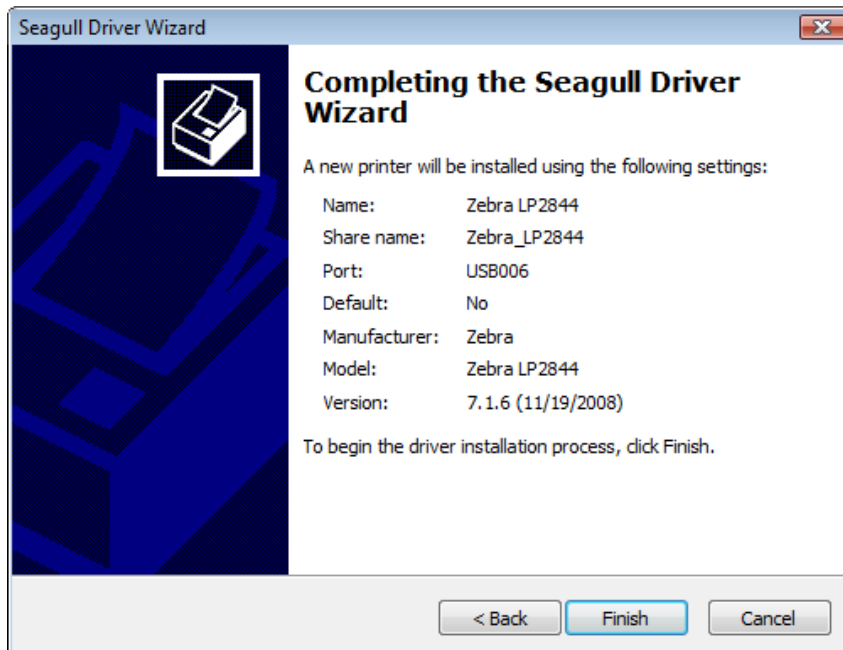 Seagull Driver Wizard
Completing the Seagull Driver
Wizard
A new printer will be installed using the following settings:
Name: Zebra LP2844
Share name: Zebra_LP2844
Port: USB006
Default: No
Manufacturer: Zebra
Model: Zebra LP2844
Version: 7.1.6 (11/19/2008)
To begin the driver installation process, click Finish.
< Back Finish Cancel